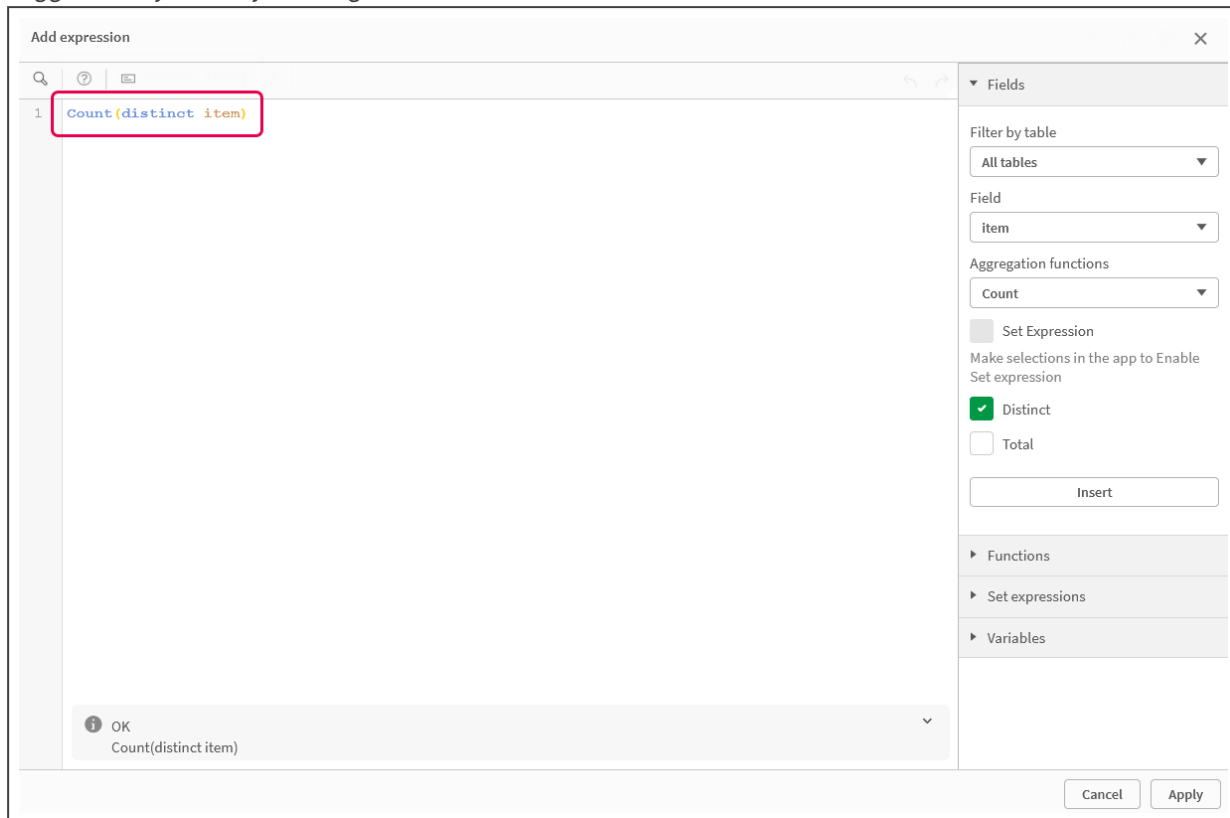 Add expression
1 Count(distinct item)
OK
Count(distinct item)
Fields
Filter by table
All tables
Field
item
Aggregation functions
Count
Set Expression
Make selections in the app to Enable
Set expression
Distinct
Total
Insert
Functions
Set expressions
Variables
Cancel Apply